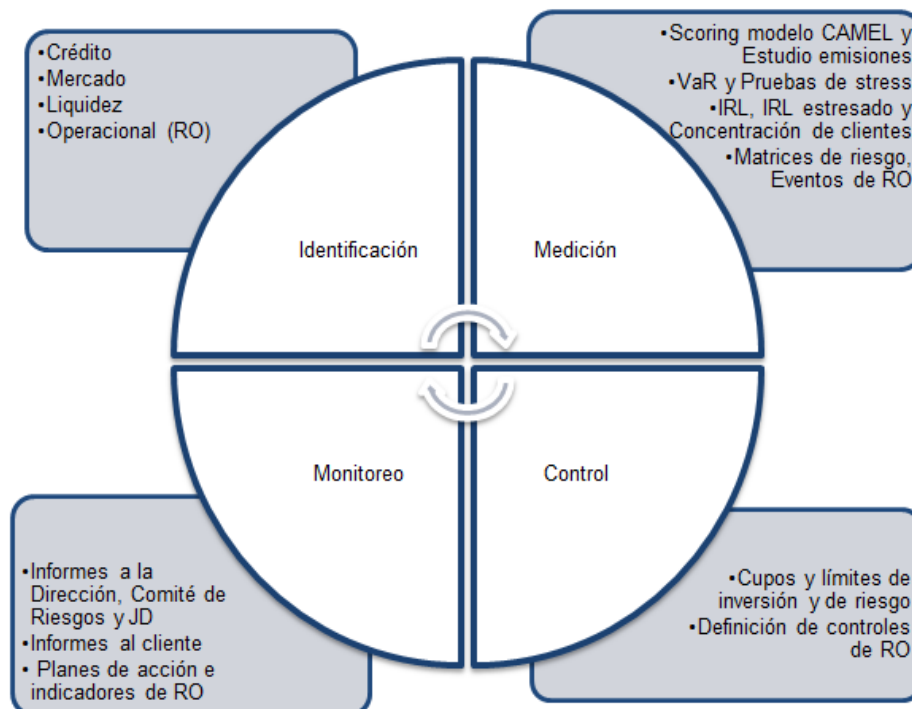 •Crédito
•Mercado
•Liquidez
•Operacional (RO)
•Scoring modelo CAMEL y
Estudio emisiones
•VaR y Pruebas de stress
•IRL, IRL estresado y
Concentración de clientes
•Matrices de riesgo,
Eventos de RO
Identificación
Medición
Monitoreo
Control
•Informes a la
Dirección, Comité de
Riesgos y JD
•Informes al cliente
• Planes de acción e
indicadores de RO
•Cupos y límites de
inversión y de riesgo
•Definición de controles
de RO